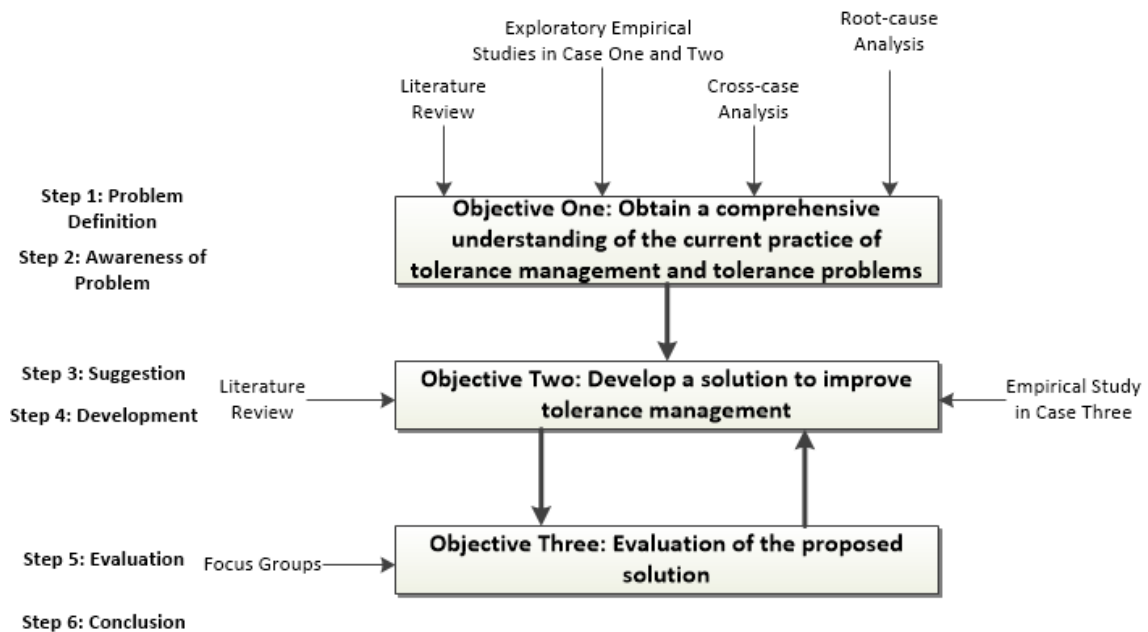 Root-cause
Analysis
Exploratory Empirical
Studies in Case One and Two
Literature
Review
Cross-case
Analysis
Step 1: Problem
Definition
Step 2: Awareness of
Problem
Objective One: Obtain a comprehensive
understanding of the current practice of
tolerance management and tolerance problems
Step 3: Suggestion
Step 4: Development
Literature
Review
Objective Two: Develop a solution to improve
tolerance management
Empirical Study
in Case Three
Step 5: Evaluation
Focus Groups
Objective Three: Evaluation of the proposed
solution
Step 6: Conclusion